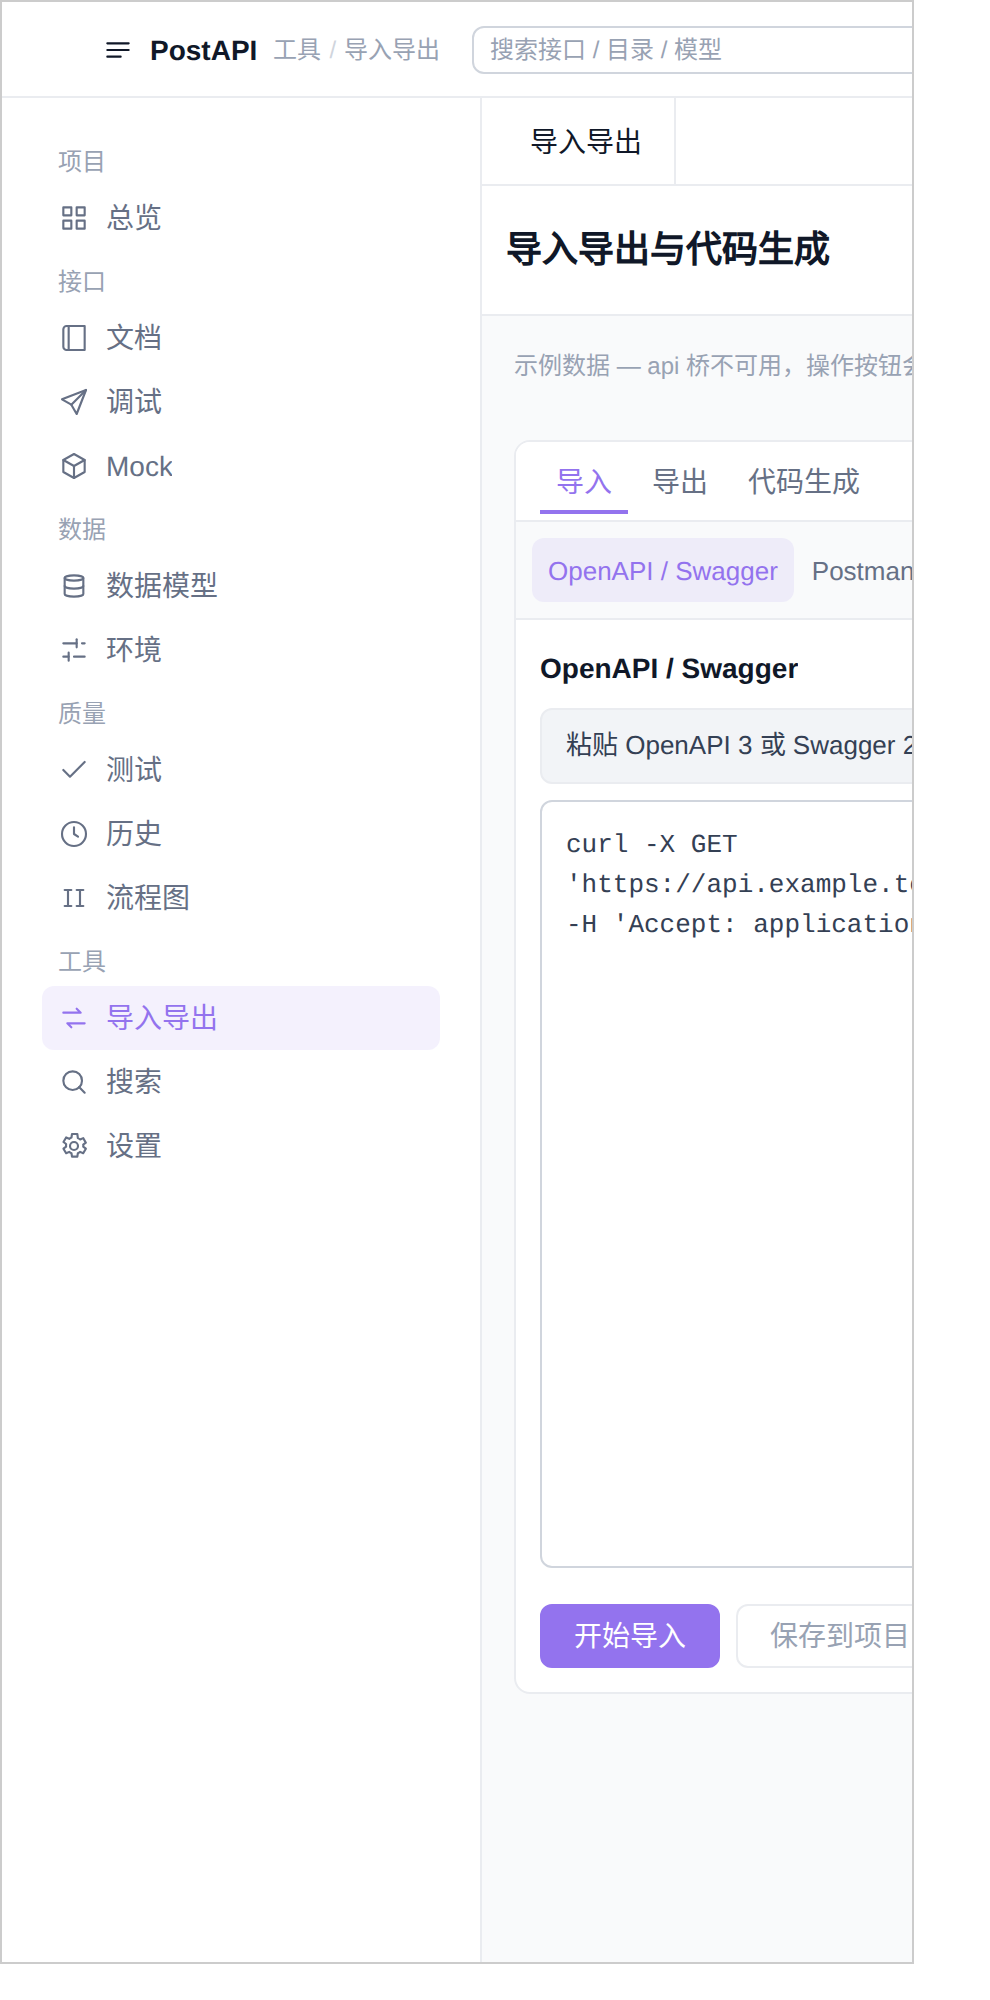 PostAPI 工具 / 导入导出 搜索接口 / 目录 / 模型
项目
总览
接口
文档
调试
Mock
数据
数据模型
环境
质量
测试
历史
流程图
工具
导入导出
搜索
设置
导入导出
导入导出与代码生成
示例数据 — api 桥不可用，操作按钮
导入 导出 代码生成
OpenAPI / Swagger Postman
OpenAPI / Swagger
粘贴 OpenAPI 3 或 Swagger 2
curl -X GET
'https://api.example.t
-H 'Accept: application
开始导入 保存到项目